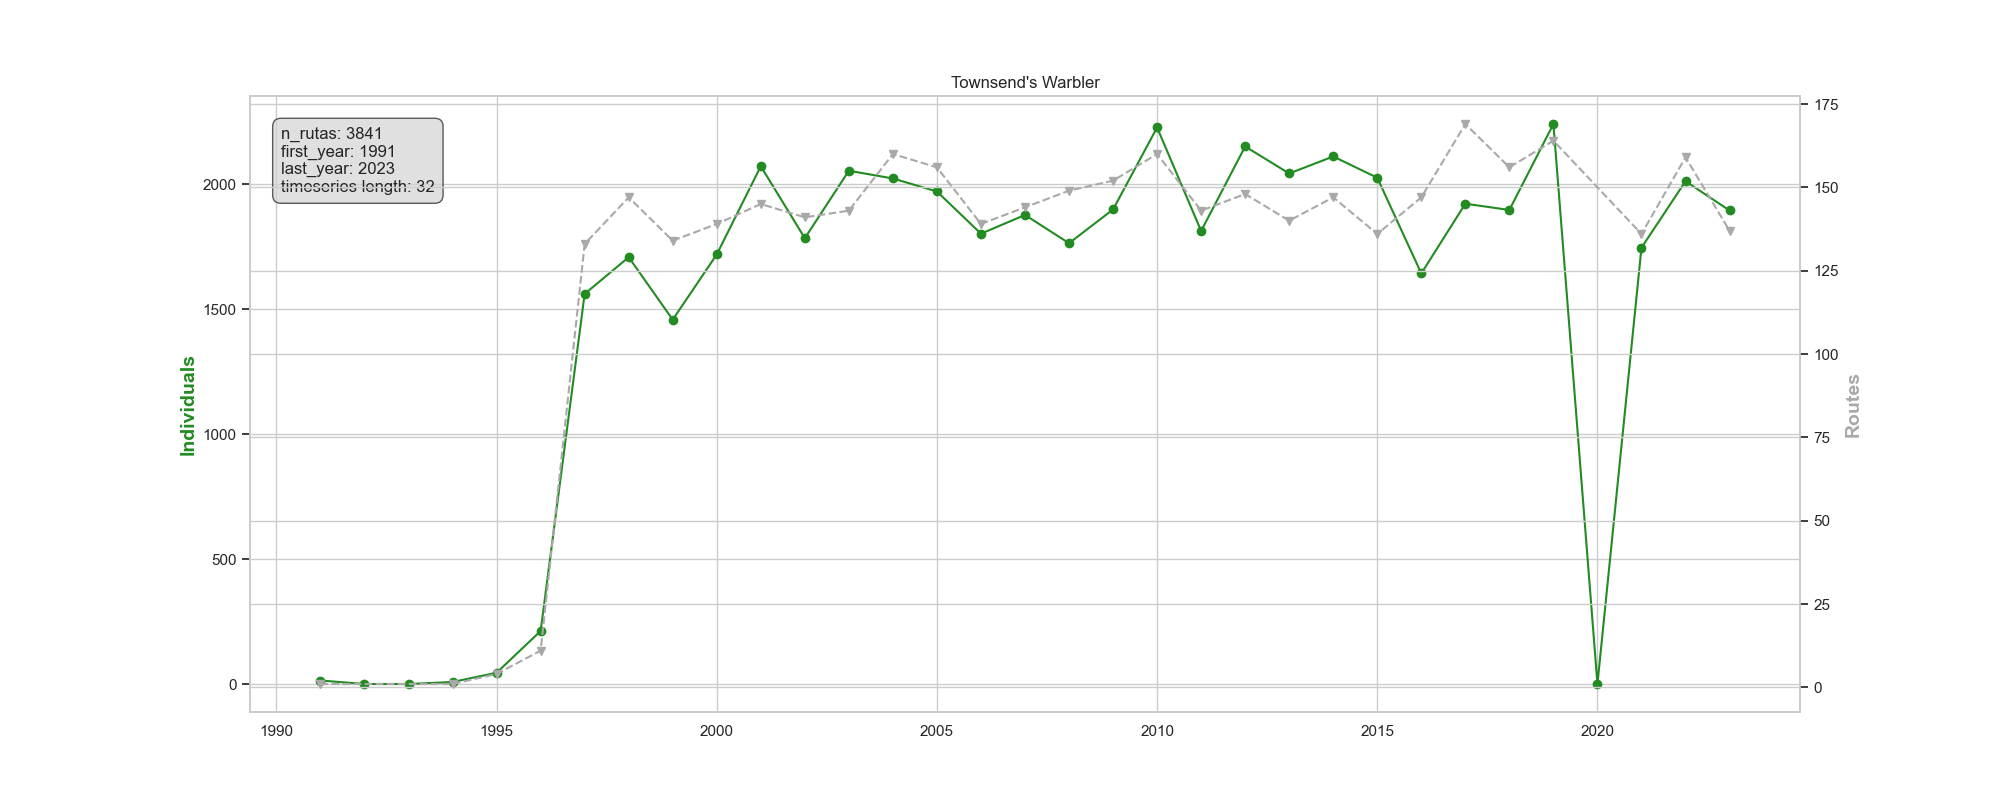 Townsend's Warbler
n_rutas: 3841
first_year: 1991
last_year: 2023
timeseries length: 32
Individuals
2000
1500
1000
500
0
175
150
125
100
75
50
25
0
Routes
1990 1995 2000 2005 2010 2015 2020